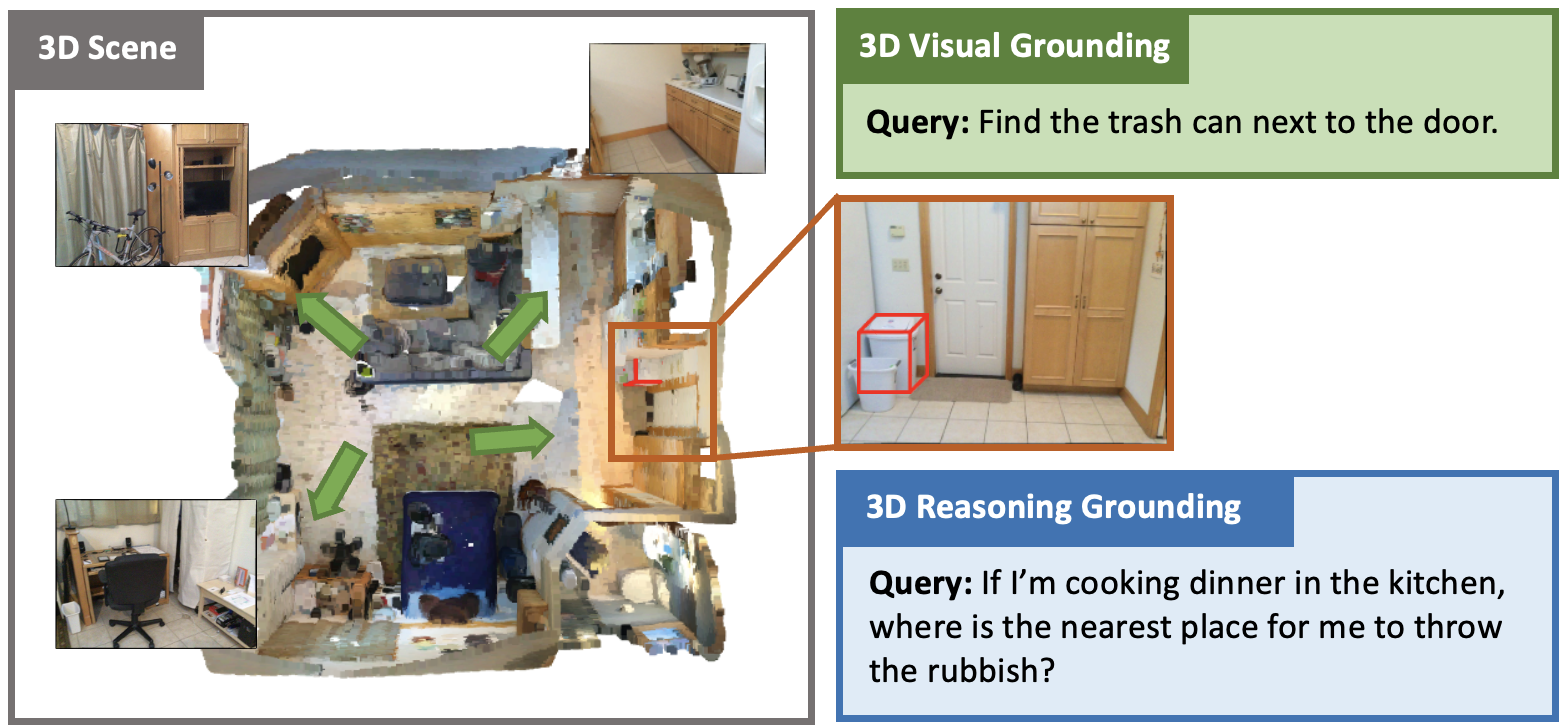 3D Scene
3D Visual Grounding
Query: Find the trash can next to the door.
3D Reasoning Grounding
Query: If I’m cooking dinner in the kitchen,
where is the nearest place for me to throw
the rubbish?